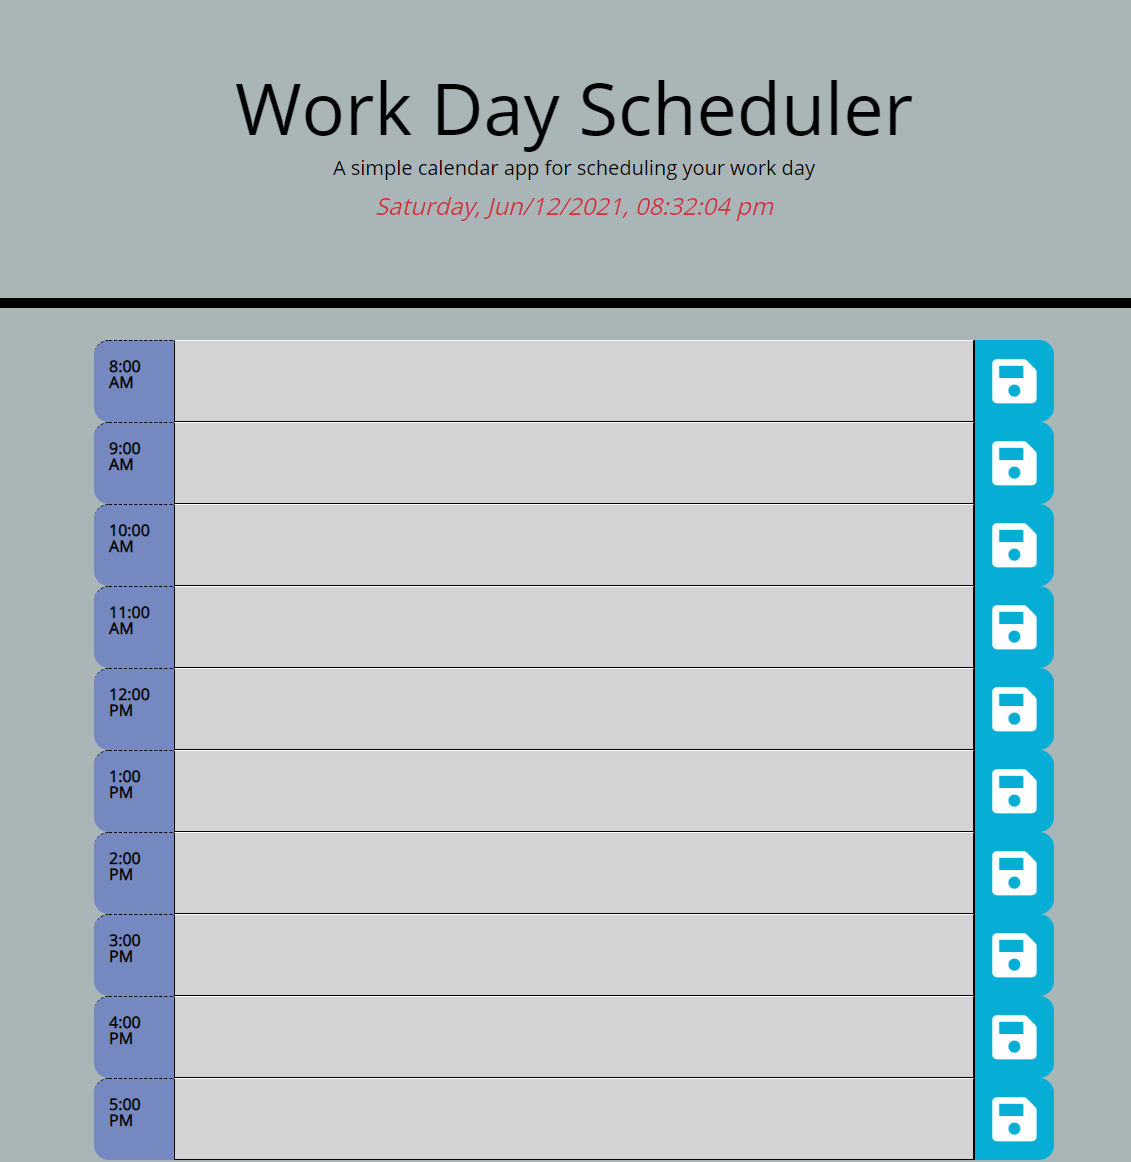 Work Day Scheduler
A simple calendar app for scheduling your work day
Saturday, Jun/12/2021, 08:32:04 pm
8:00
AM
9:00
AM
10:00
AM
11:00
AM
12:00
PM
1:00
PM
2:00
PM
3:00
PM
4:00
PM
5:00
PM